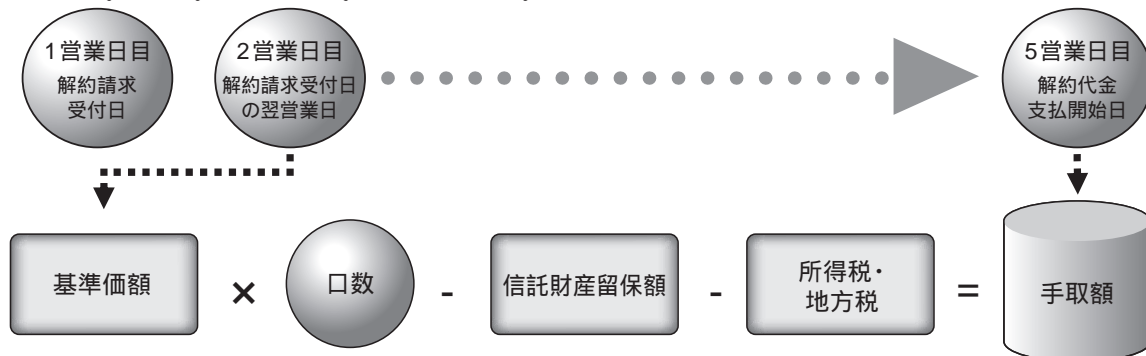 1営業日目
解約請求
受付日
2営業日目
解約請求受付日
の翌営業日
5営業日目
解約代金
支払開始日
基準価額
×
口数
-
信託財産留保額
-
所得税・
地方税
=
手取額